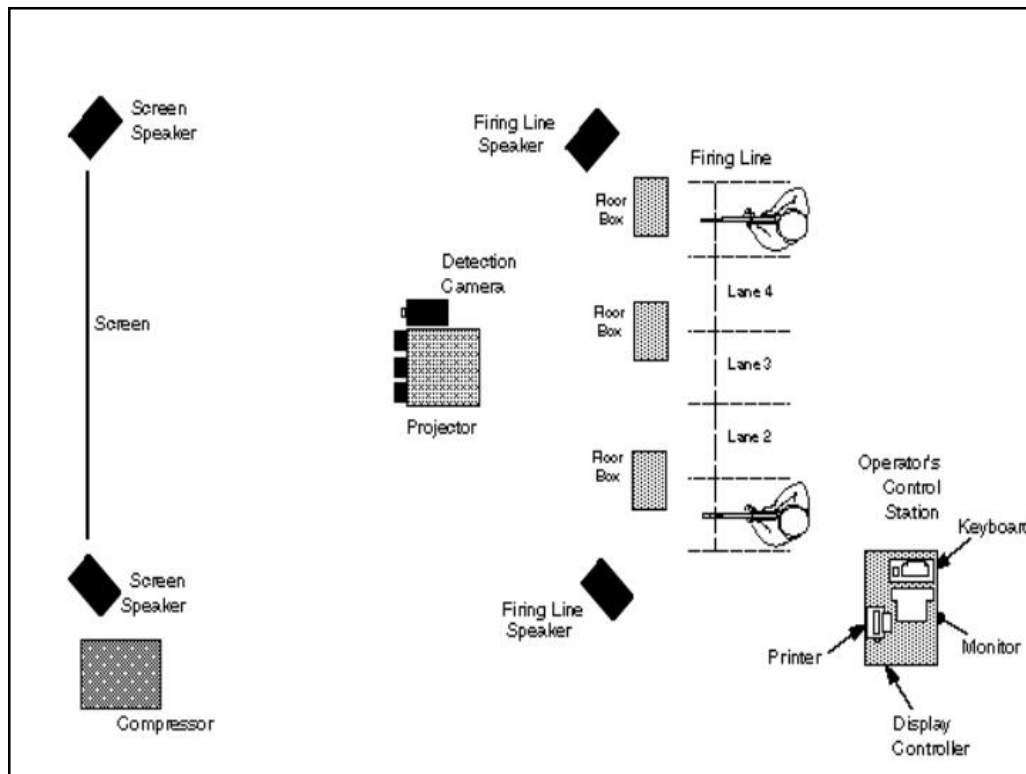 Screen
Speaker
Firing Line
Speaker
Firing Line
Floor
Box
Detection
Camera
Lane 4
Floor
Box
Screen
Lane 3
Projector
Lane 2
Floor
Box
Operator's
Control
Station
Keyboard
Screen
Speaker
Firing Line
Speaker
Printer
Monitor
Compressor
Display
Controller